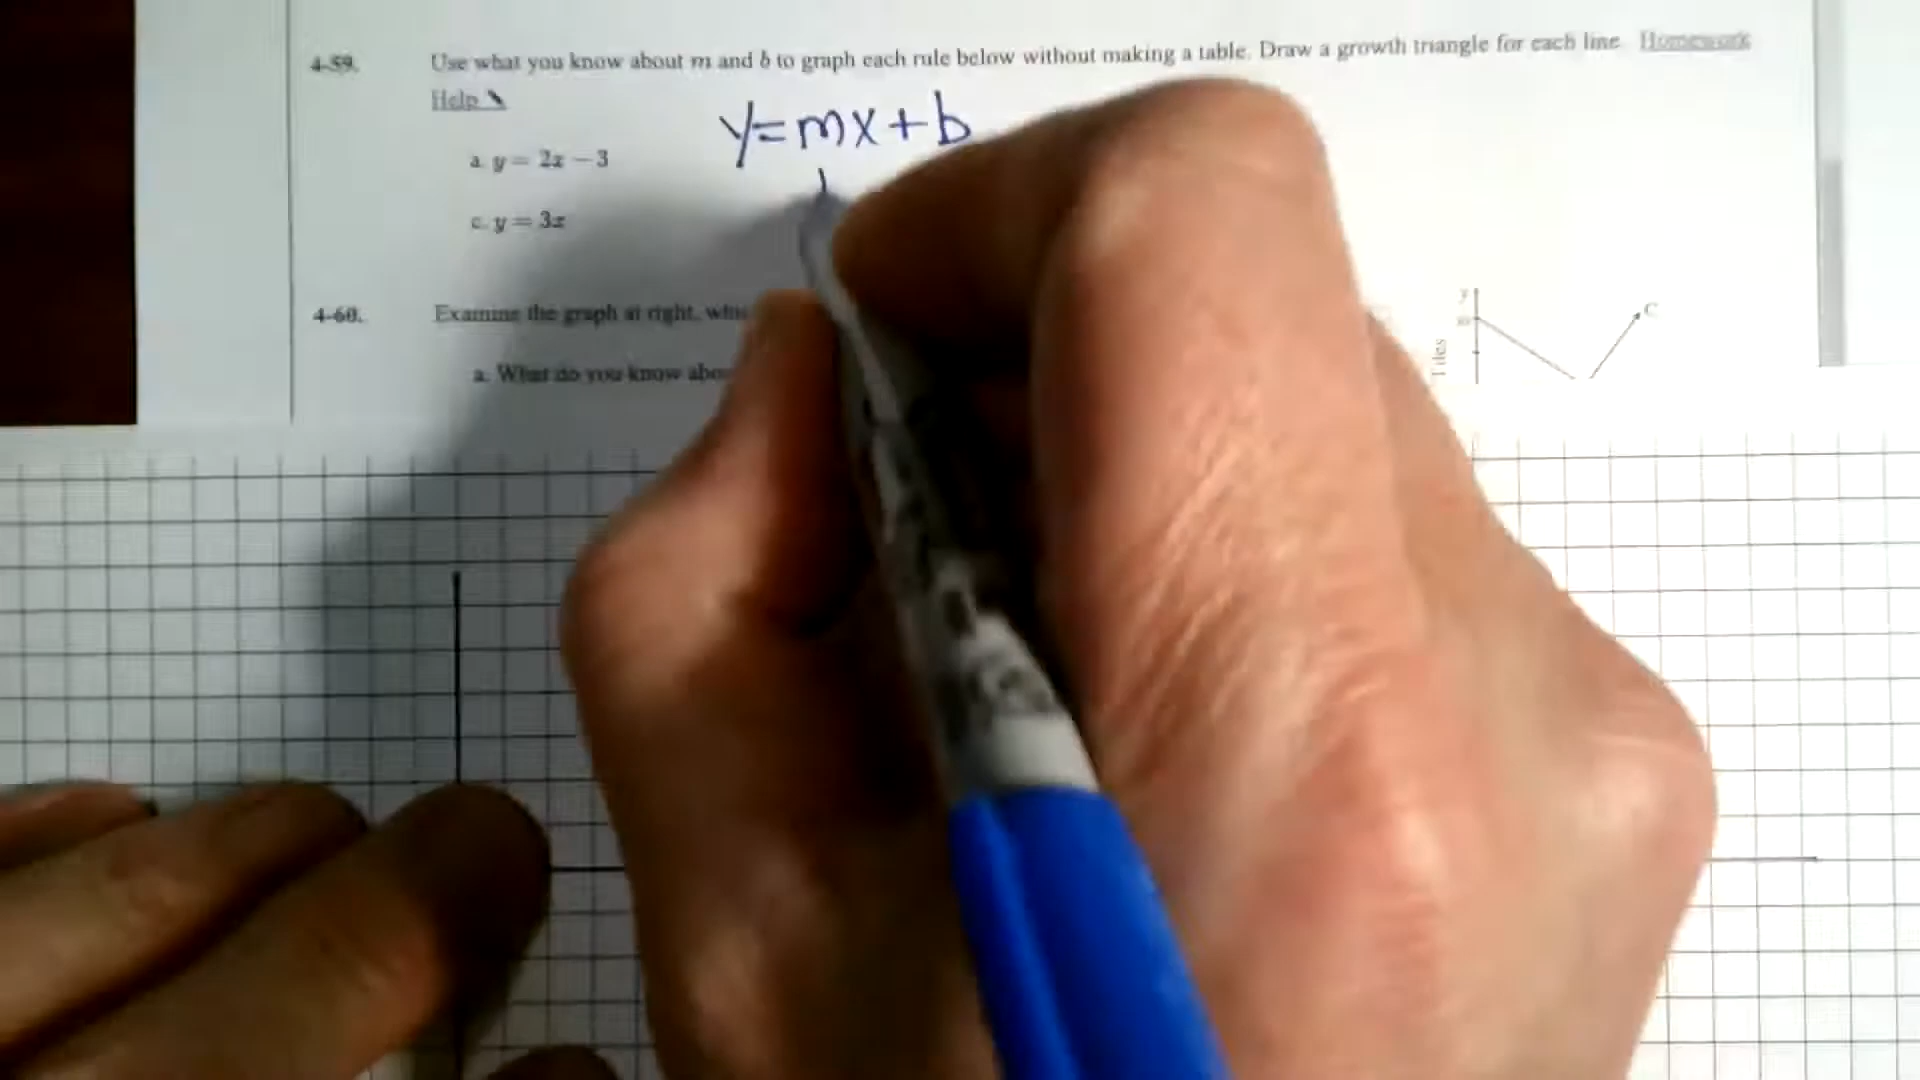 4-59. Use what you know about m and b to graph each rule below without making a table. Draw a growth triangle for each line. Homework
Help
y=mx+b
a. y = 2x − 3
c. y = 3x
4-60. Examine the graph at right,
a. What do you know
y
C
Tiles